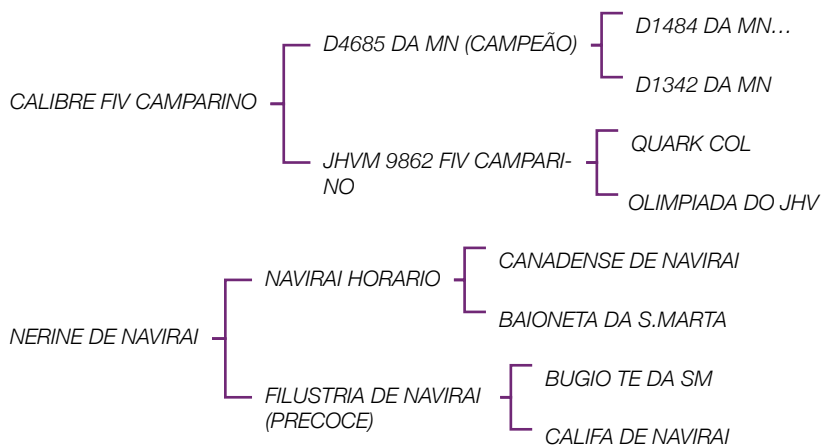 D1484 DA MN...
D4685 DA MN (CAMPEÃO)
D1342 DA MN
CALIBRE FIV CAMPARINO
QUARK COL
JHVM 9862 FIV CAMPARI-
NO
OLIMPIADA DO JHV
CANADENSE DE NAVIRAI
NAVIRAI HORARIO
BAIONETA DA S.MARTA
NERINE DE NAVIRAI
BUGIO TE DA SM
FILUSTRIA DE NAVIRAI
(PRECOCE)
CALIFA DE NAVIRAI